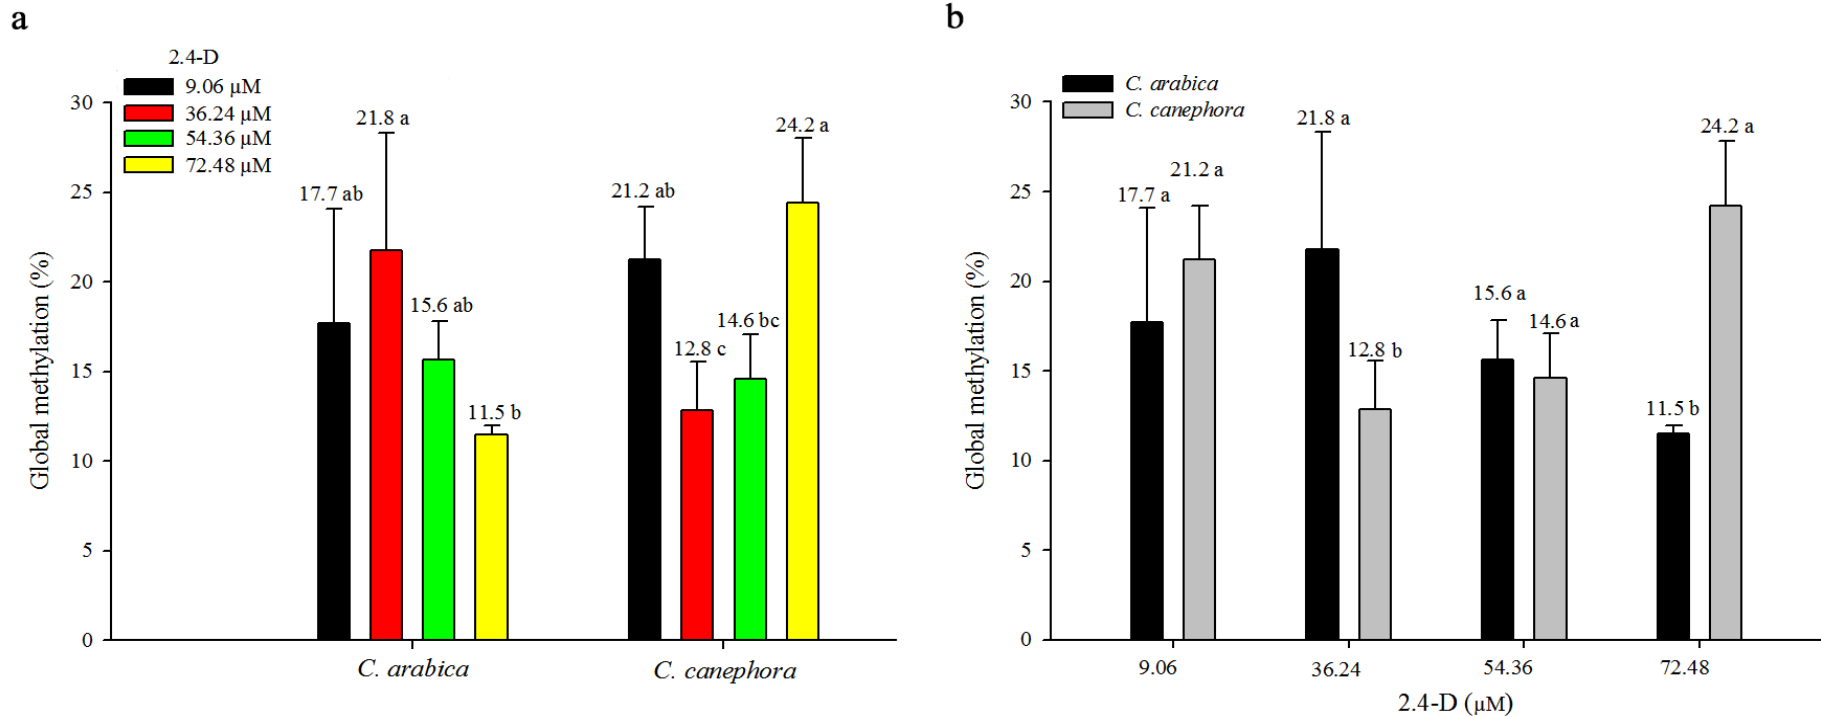 a
2.4-D
9.06 µM
36.24 µM
54.36 µM
72.48 µM
Global methylation (%)
30
25
20
15
10
5
0
17.7 ab
21.8 a
15.6 ab
11.5 b
21.2 ab
12.8 c
14.6 bc
24.2 a
C. arabica
C. canephora
b
C. arabica
C. canephora
Global methylation (%)
30
25
20
15
10
5
0
17.7 a
21.2 a
21.8 a
12.8 b
15.6 a
14.6 a
11.5 b
24.2 a
9.06
36.24
54.36
72.48
2.4-D (µM)